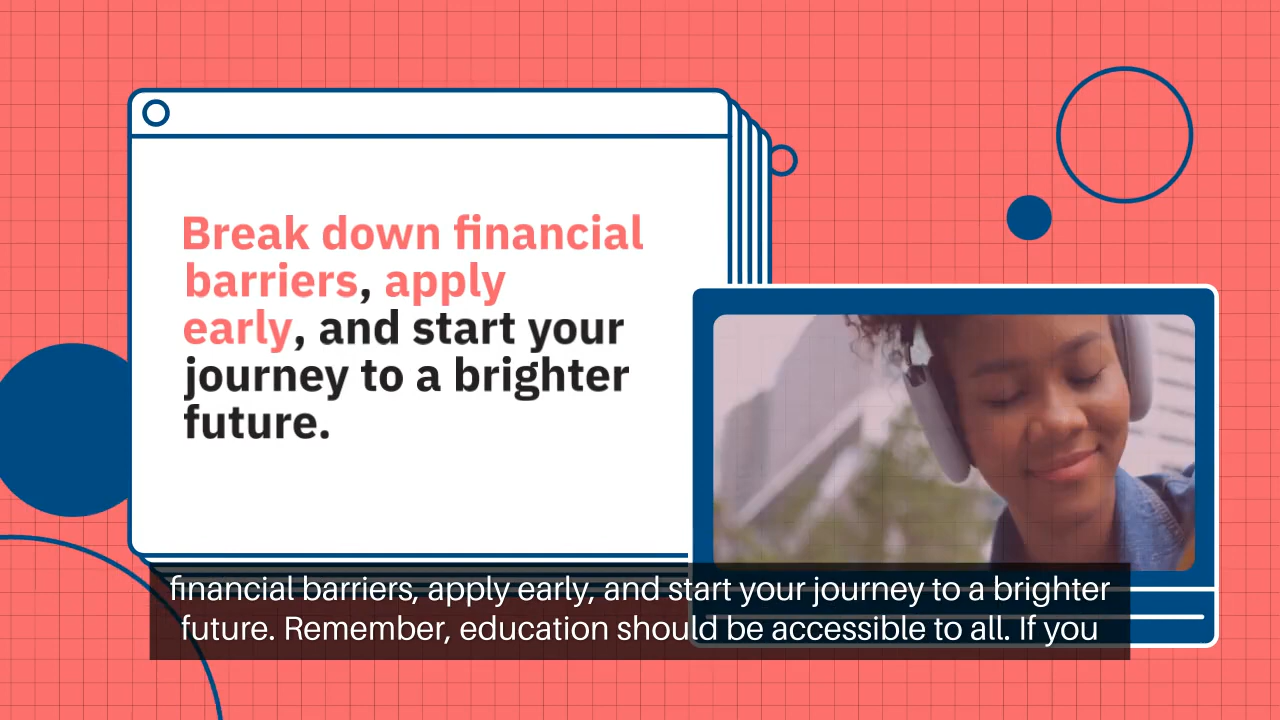 Break down financial
barriers, apply
early, and start your
journey to a brighter
future.
financial barriers, apply early, and start your journey to a brighter
future. Remember, education should be accessible to all. If you